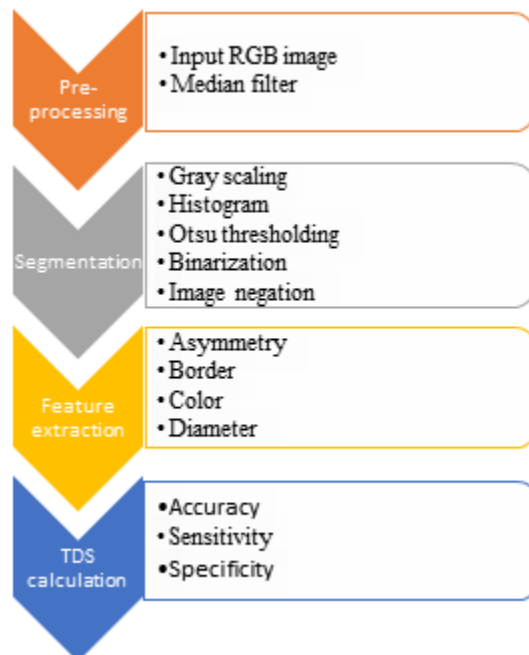 Pre-
processing
• Input RGB image
• Median filter
Segmentation
• Gray scaling
• Histogram
• Otsu thresholding
• Binarization
• Image negation
Feature
extraction
• Asymmetry
• Border
• Color
• Diameter
TDS
calculation
• Accuracy
• Sensitivity
• Specificity